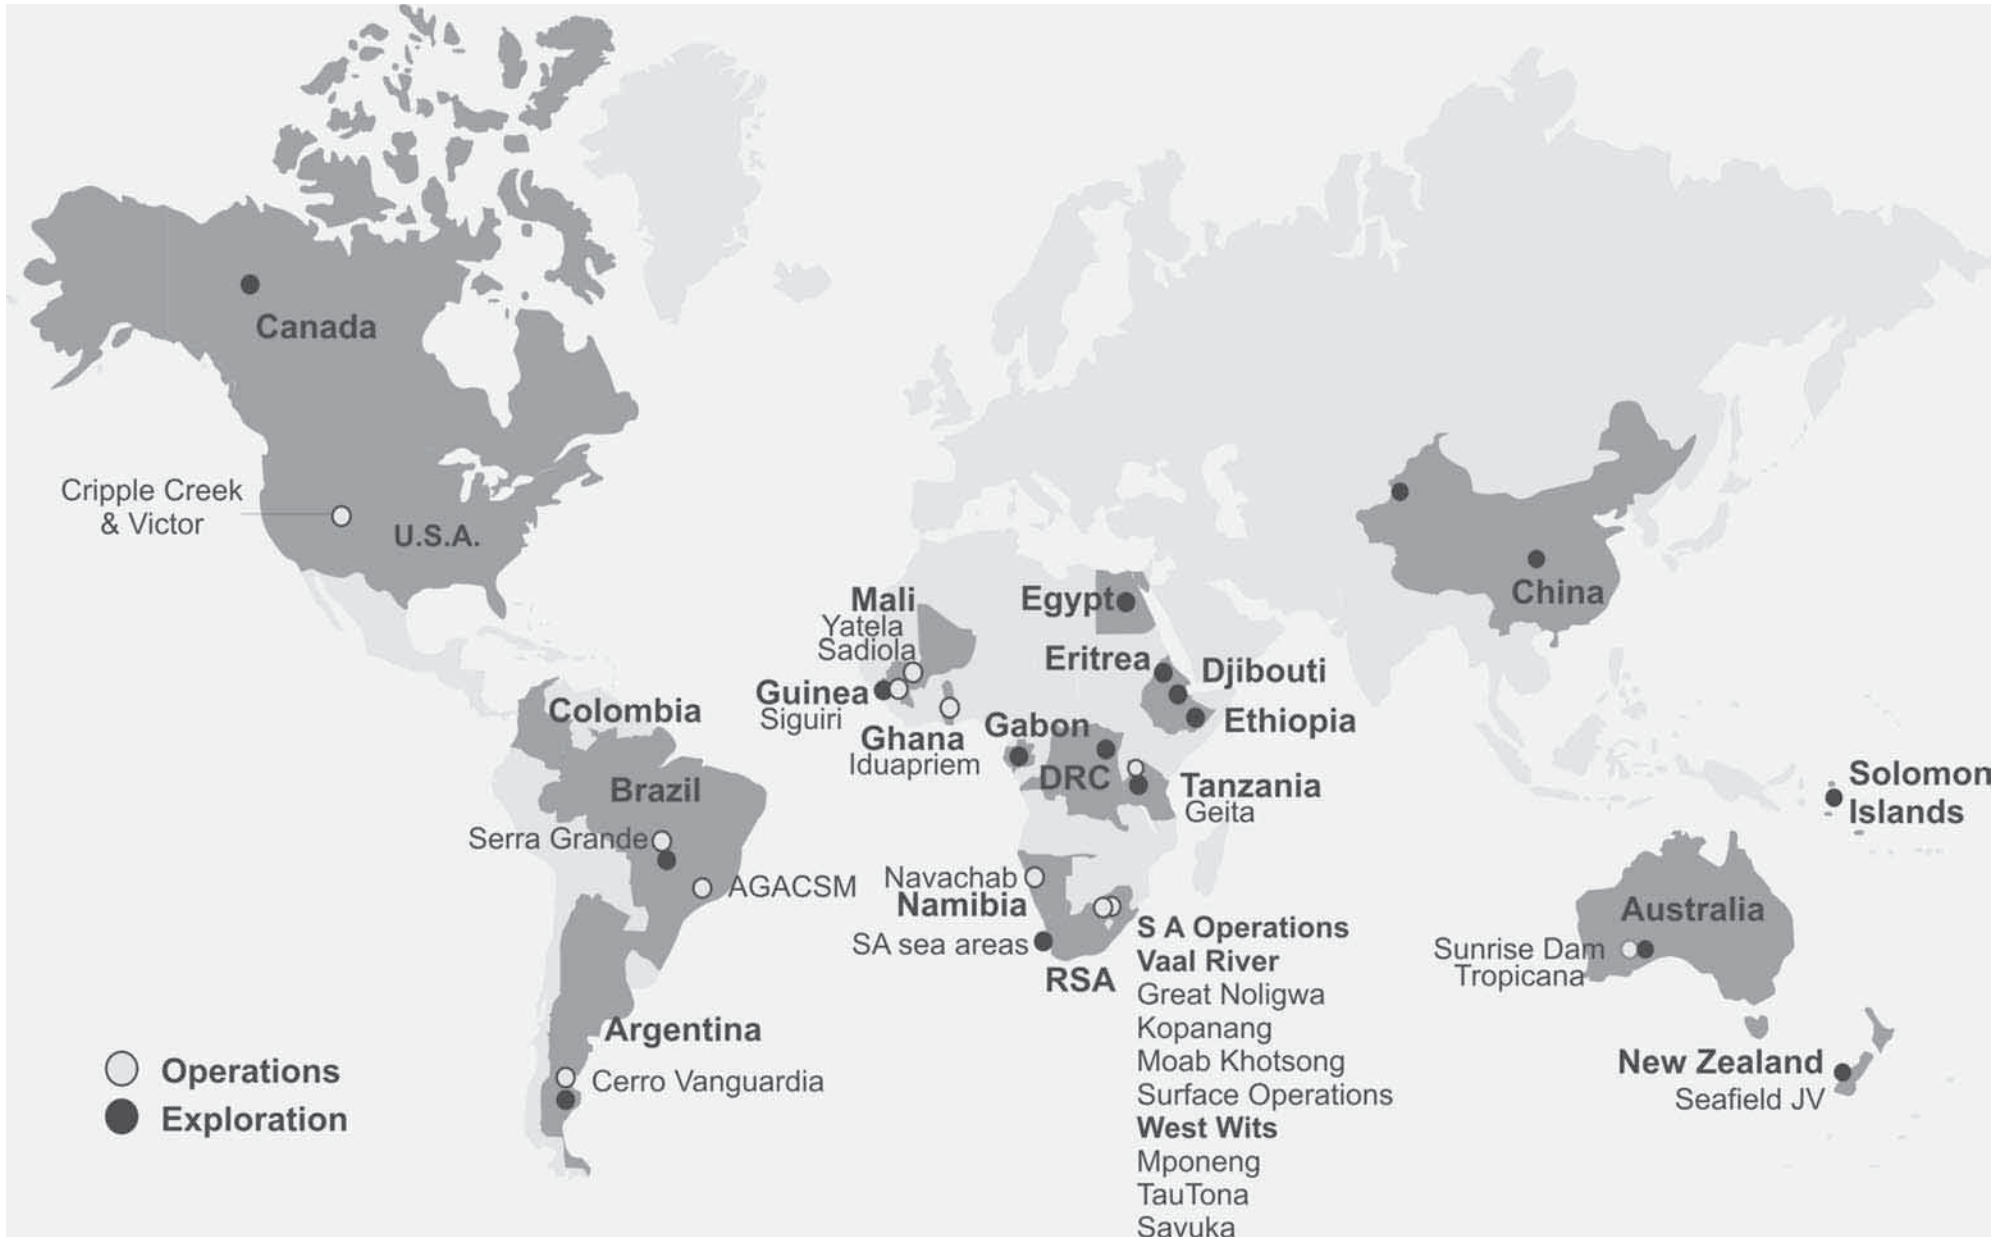 Canada
Cripple Creek
& Victor
U.S.A.
Colombia
Brazil
Serra Grande
AGACSM
Argentina
Cerro Vanguardia
Operations
Exploration
Mali
Yatela
Sadiola
Guinea
Siguiri
Ghana
Iduapriem
Egypt
Eritrea
Djibouti
Ethiopia
Gabon
DRC
Tanzania
Geita
Navachab
Namibia
SA sea areas
RSA
S A Operations
Vaal River
Great Noligwa
Kopanang
Moab Khotsong
Surface Operations
West Wits
Mponeng
TauTona
Savuka
China
Solomon
Islands
Australia
Sunrise Dam
Tropicana
New Zealand
Seafield JV